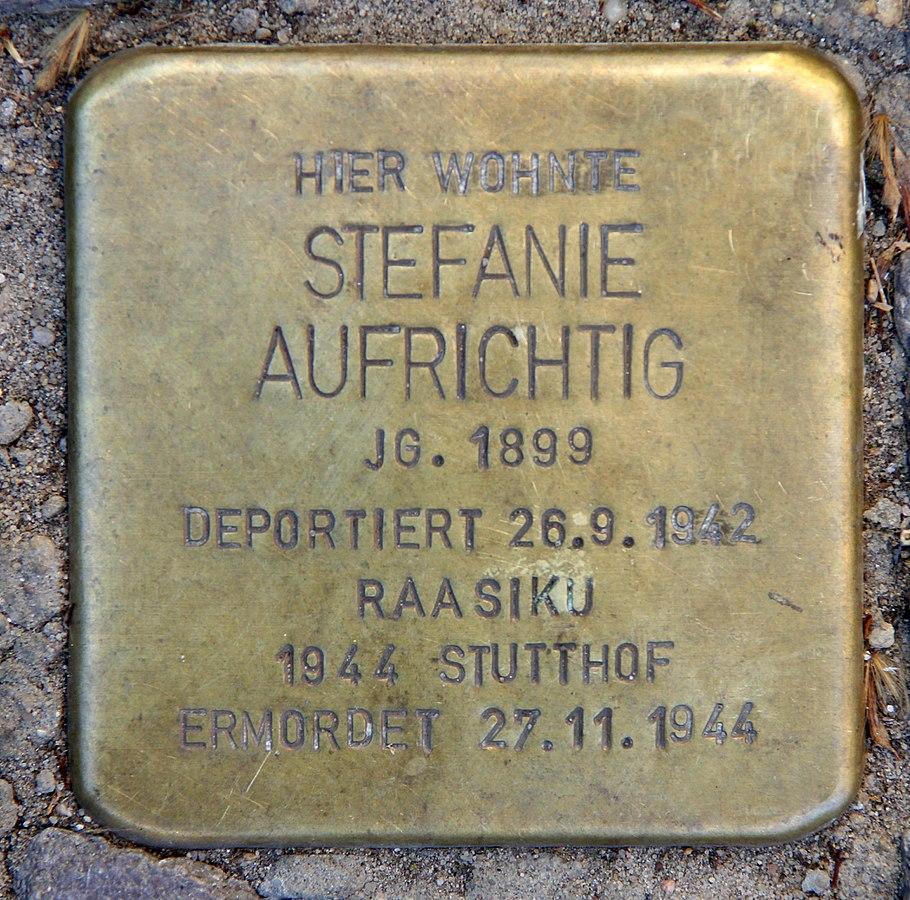 HIER WOHNTE
STEFANIE
AUFRICHTIG
JG. 1899
DEPORTIERT 26.9.1942
RAASIKU
1944 STUTTHOF
ERMORDET 27.11.1944